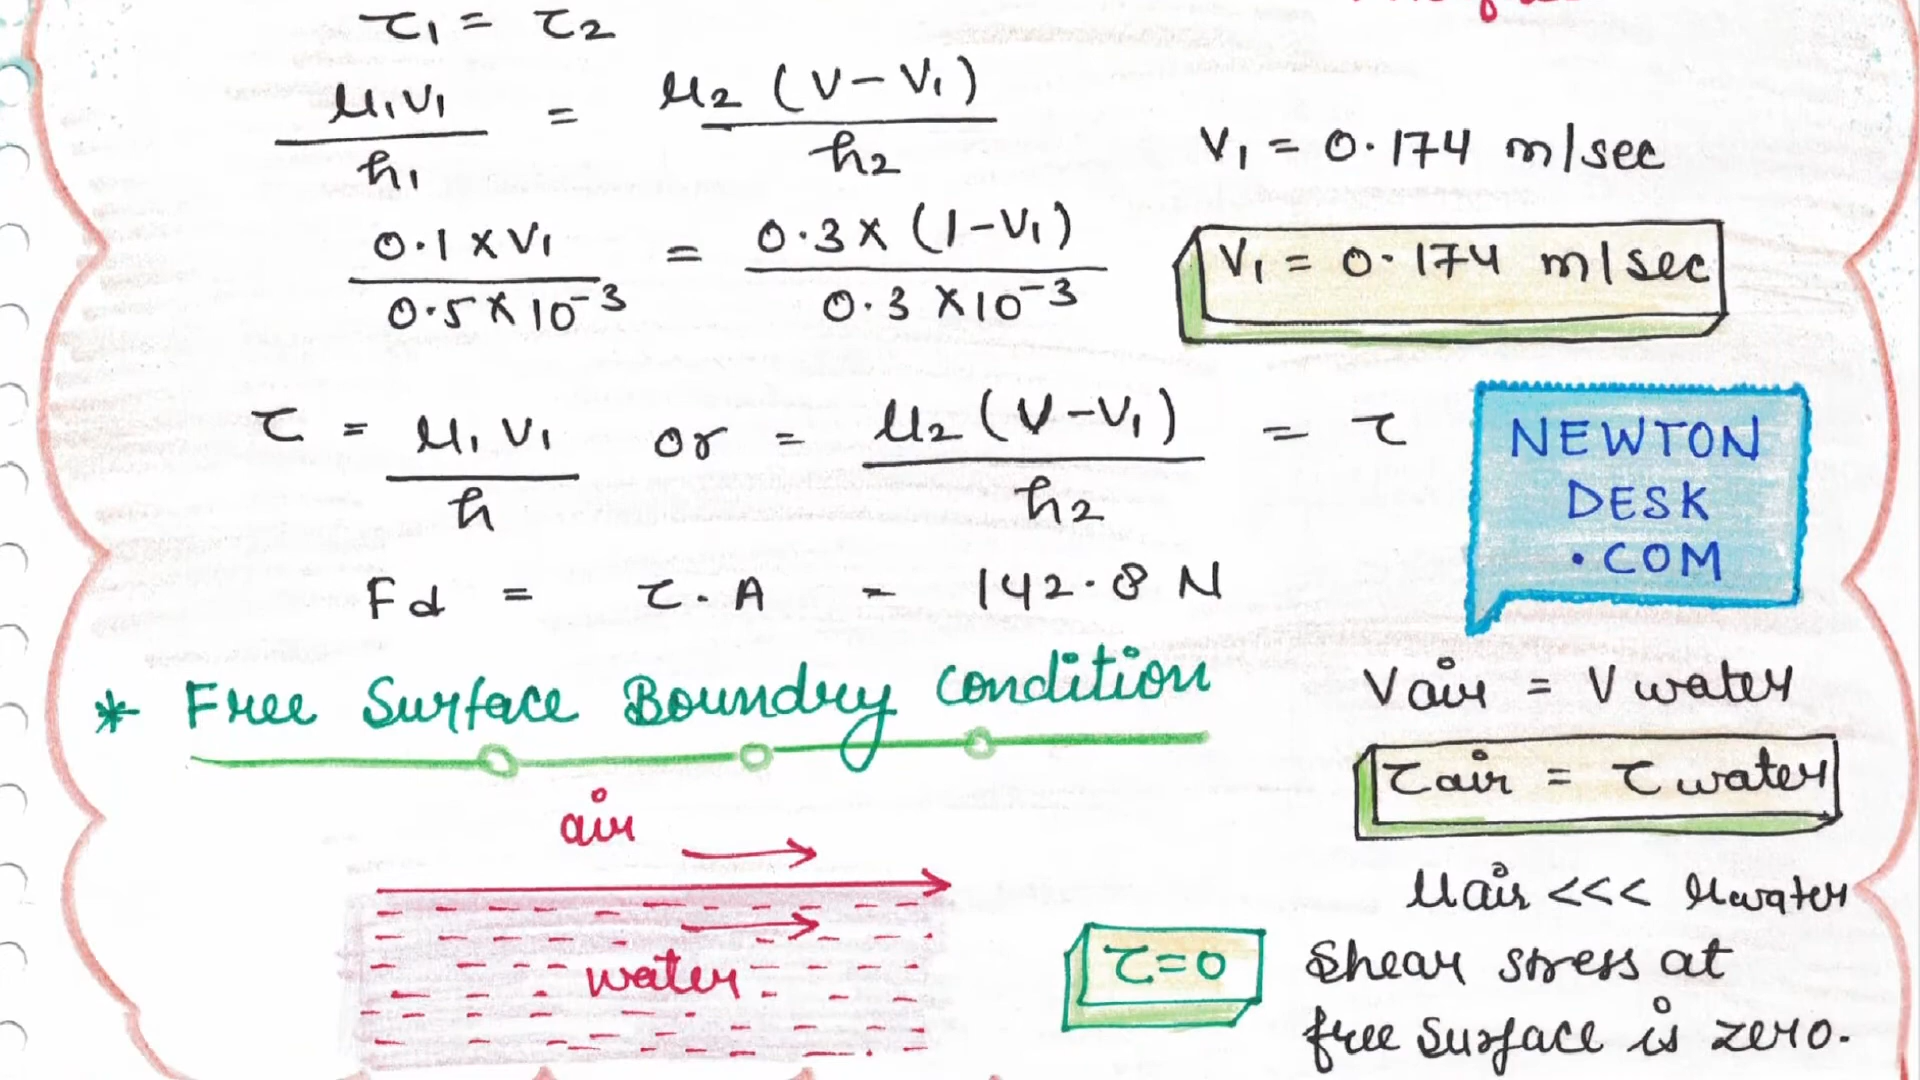 τ₁ = τ₂
μ₁V₁ / h₁ = μ₂ (V - V₁) / h₂
V₁ = 0.174 m/sec
0.1 x V₁ / 0.5 x 10⁻³ = 0.3 x (1-V₁) / 0.3 x 10⁻³
V₁ = 0.174 m/sec
τ = μ₁ V₁ / h or = μ₂ (V-V₁) / h₂ = τ
NEWTON
DESK
.COM
Fd = τ. A = 142.8 N
* Free Surface Boundry Condition
Vair = Vwater
τair = τwater
air
μair <<< μwater
water
τ=0
Shear stress at
free surface is zero.